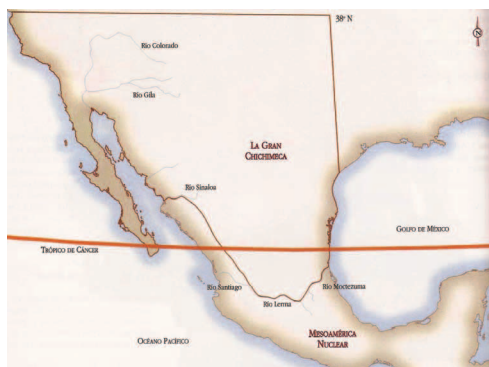 38º N
N
Río Colorado
Río Gila
LA GRAN
CHICHIMECA
Río Sinaloa
GOLFO DE MÉXICO
TRÓPICO DE CÁNCER
Río Santiago
Río Moctezuma
Río Lerma
OCÉANO PACÍFICO
MESOAMÉRICA
NUCLEAR